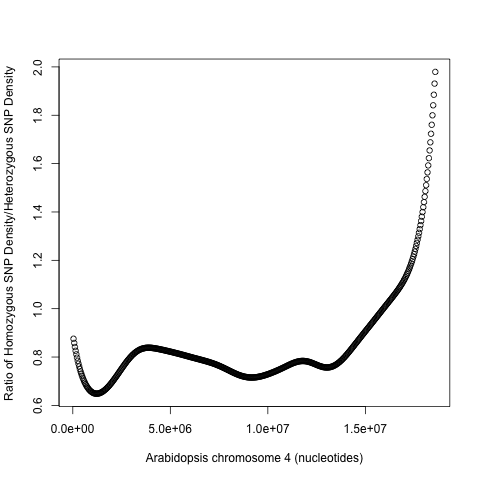 Ratio of Homozygous SNP Density/Heterozygous SNP Density
2.0
1.8
1.6
1.4
1.2
1.0
0.8
0.6
0.0e+00 5.0e+06 1.0e+07 1.5e+07
Arabidopsis chromosome 4 (nucleotides)